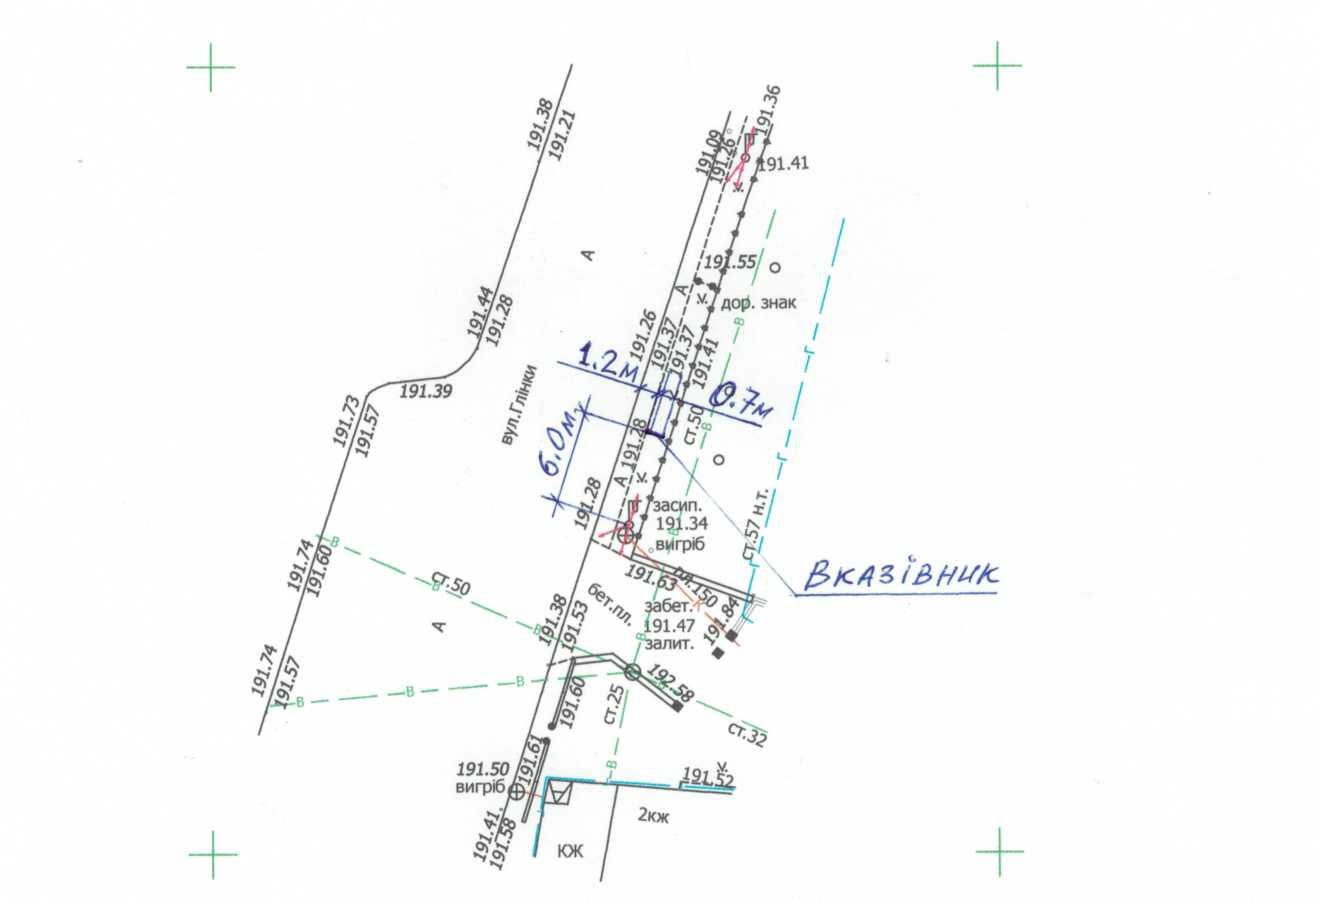 191.38
191.21
191.09
191.26
191.36
191.41
А
191.55
дор. знак
v.
А
v.
В
Г
191.44
191.28
191.26
191.37
191.37
191.41
1.2м
0.7м
191.39
вул.Глінки
191.73
191.57
6.0м
191.28
ст.50
В
Г
А
v.
191.28
засип.
191.34
вигріб
В
ст.57 н.т.
191.74
191.60
В
ст.50
В
191.63
пл.150
ВКАЗІВНИК
А
191.38
191.53
бет.пл.
забет.
191.47
залит.
К
191.84
В
В
191.74
191.57
В
В
В
191.60
ст.25
192.58
ст.32
191.50
вигріб
191.61
В
v.
191.52
191.41
191.58
КЖ
2кж